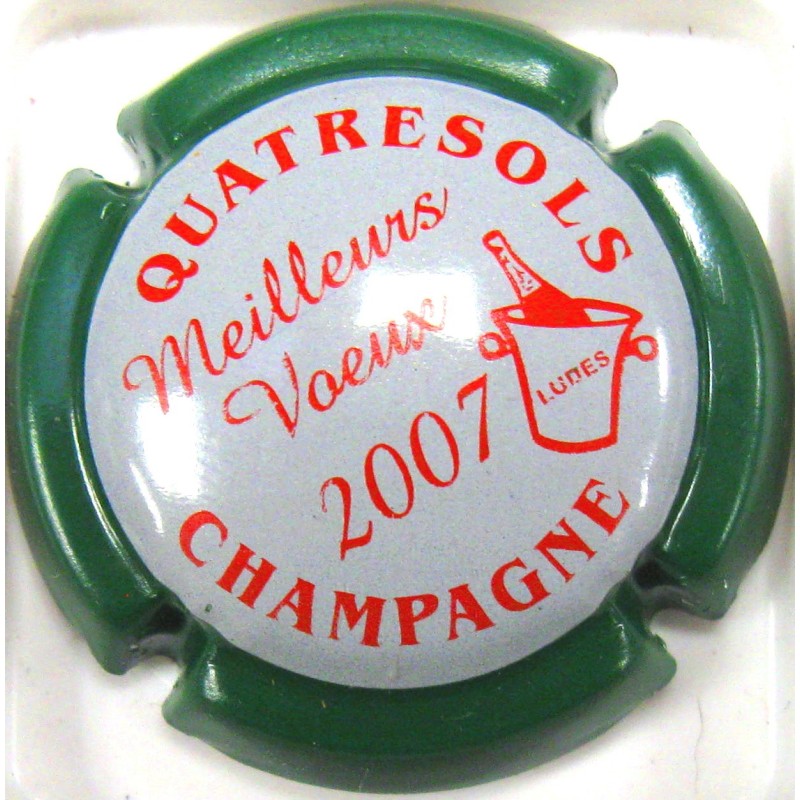 QUATRESOLS
Meilleurs
Voeux
2007
LUDES
CHAMPAGNE